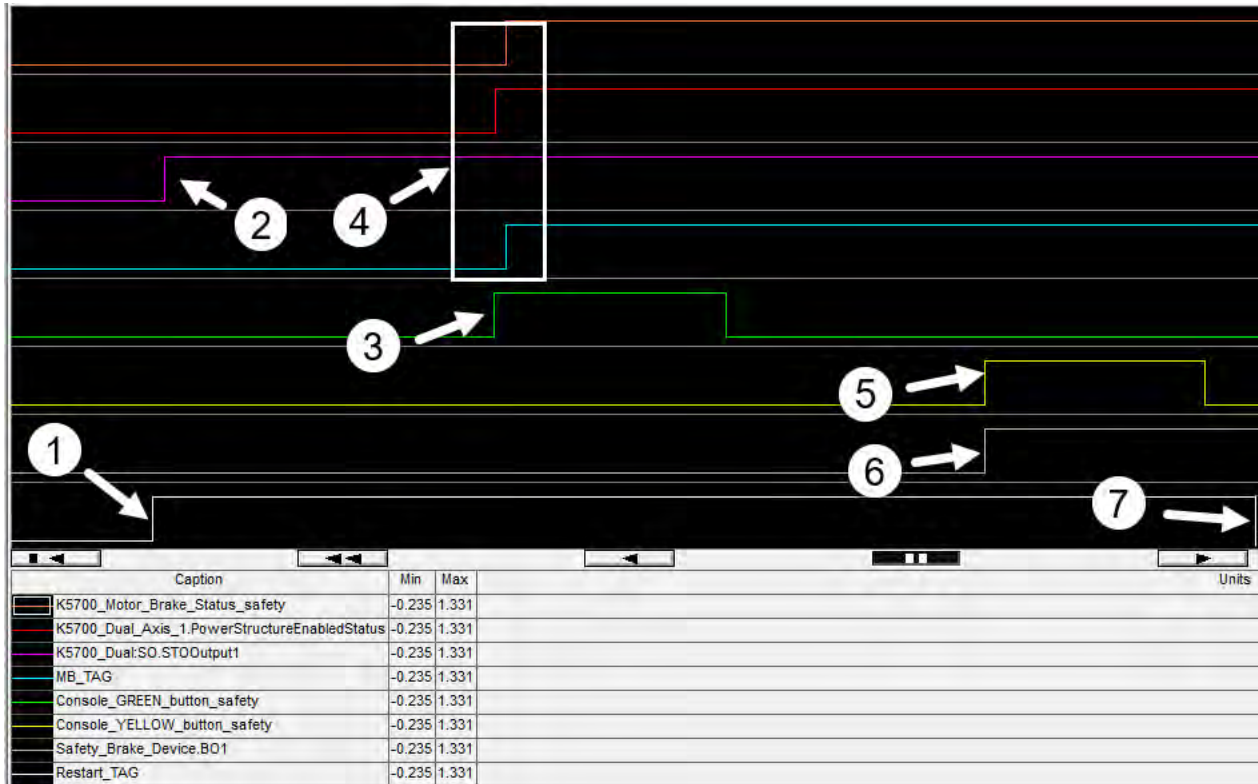 2
4
3
5
1
6
7
Caption Min Max Units
K5700_Motor_Brake_Status_safety -0.235 1.331
K5700_Dual_Axis_1.PowerStructureEnabledStatus -0.235 1.331
K5700_Dual:SO.STOOutput1 -0.235 1.331
MB_TAG -0.235 1.331
Console_GREEN_button_safety -0.235 1.331
Console_YELLOW_button_safety -0.235 1.331
Safety_Brake_Device.BO1 -0.235 1.331
Restart_TAG -0.235 1.331